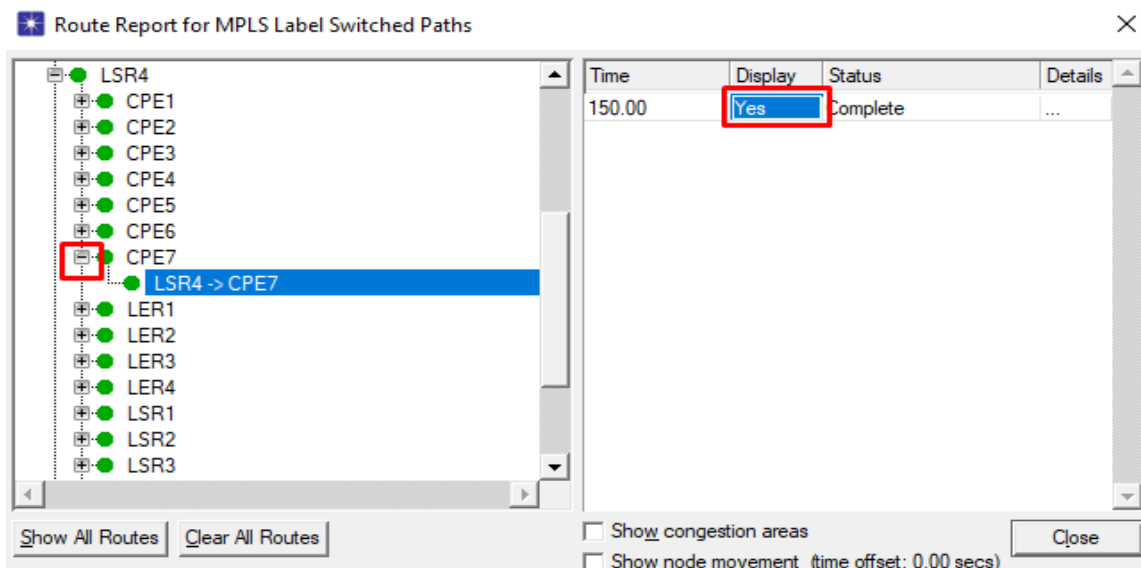 Route Report for MPLS Label Switched Paths
LSR4
CPE1
CPE2
CPE3
CPE4
CPE5
CPE6
CPE7
LSR4 -> CPE7
LER1
LER2
LER3
LER4
LSR1
LSR2
LSR3
Time Display Status Details
150.00 Yes Complete ...
Show All Routes Clear All Routes
Show congestion areas
Close
Show node movement (time offset: 0.00 secs)